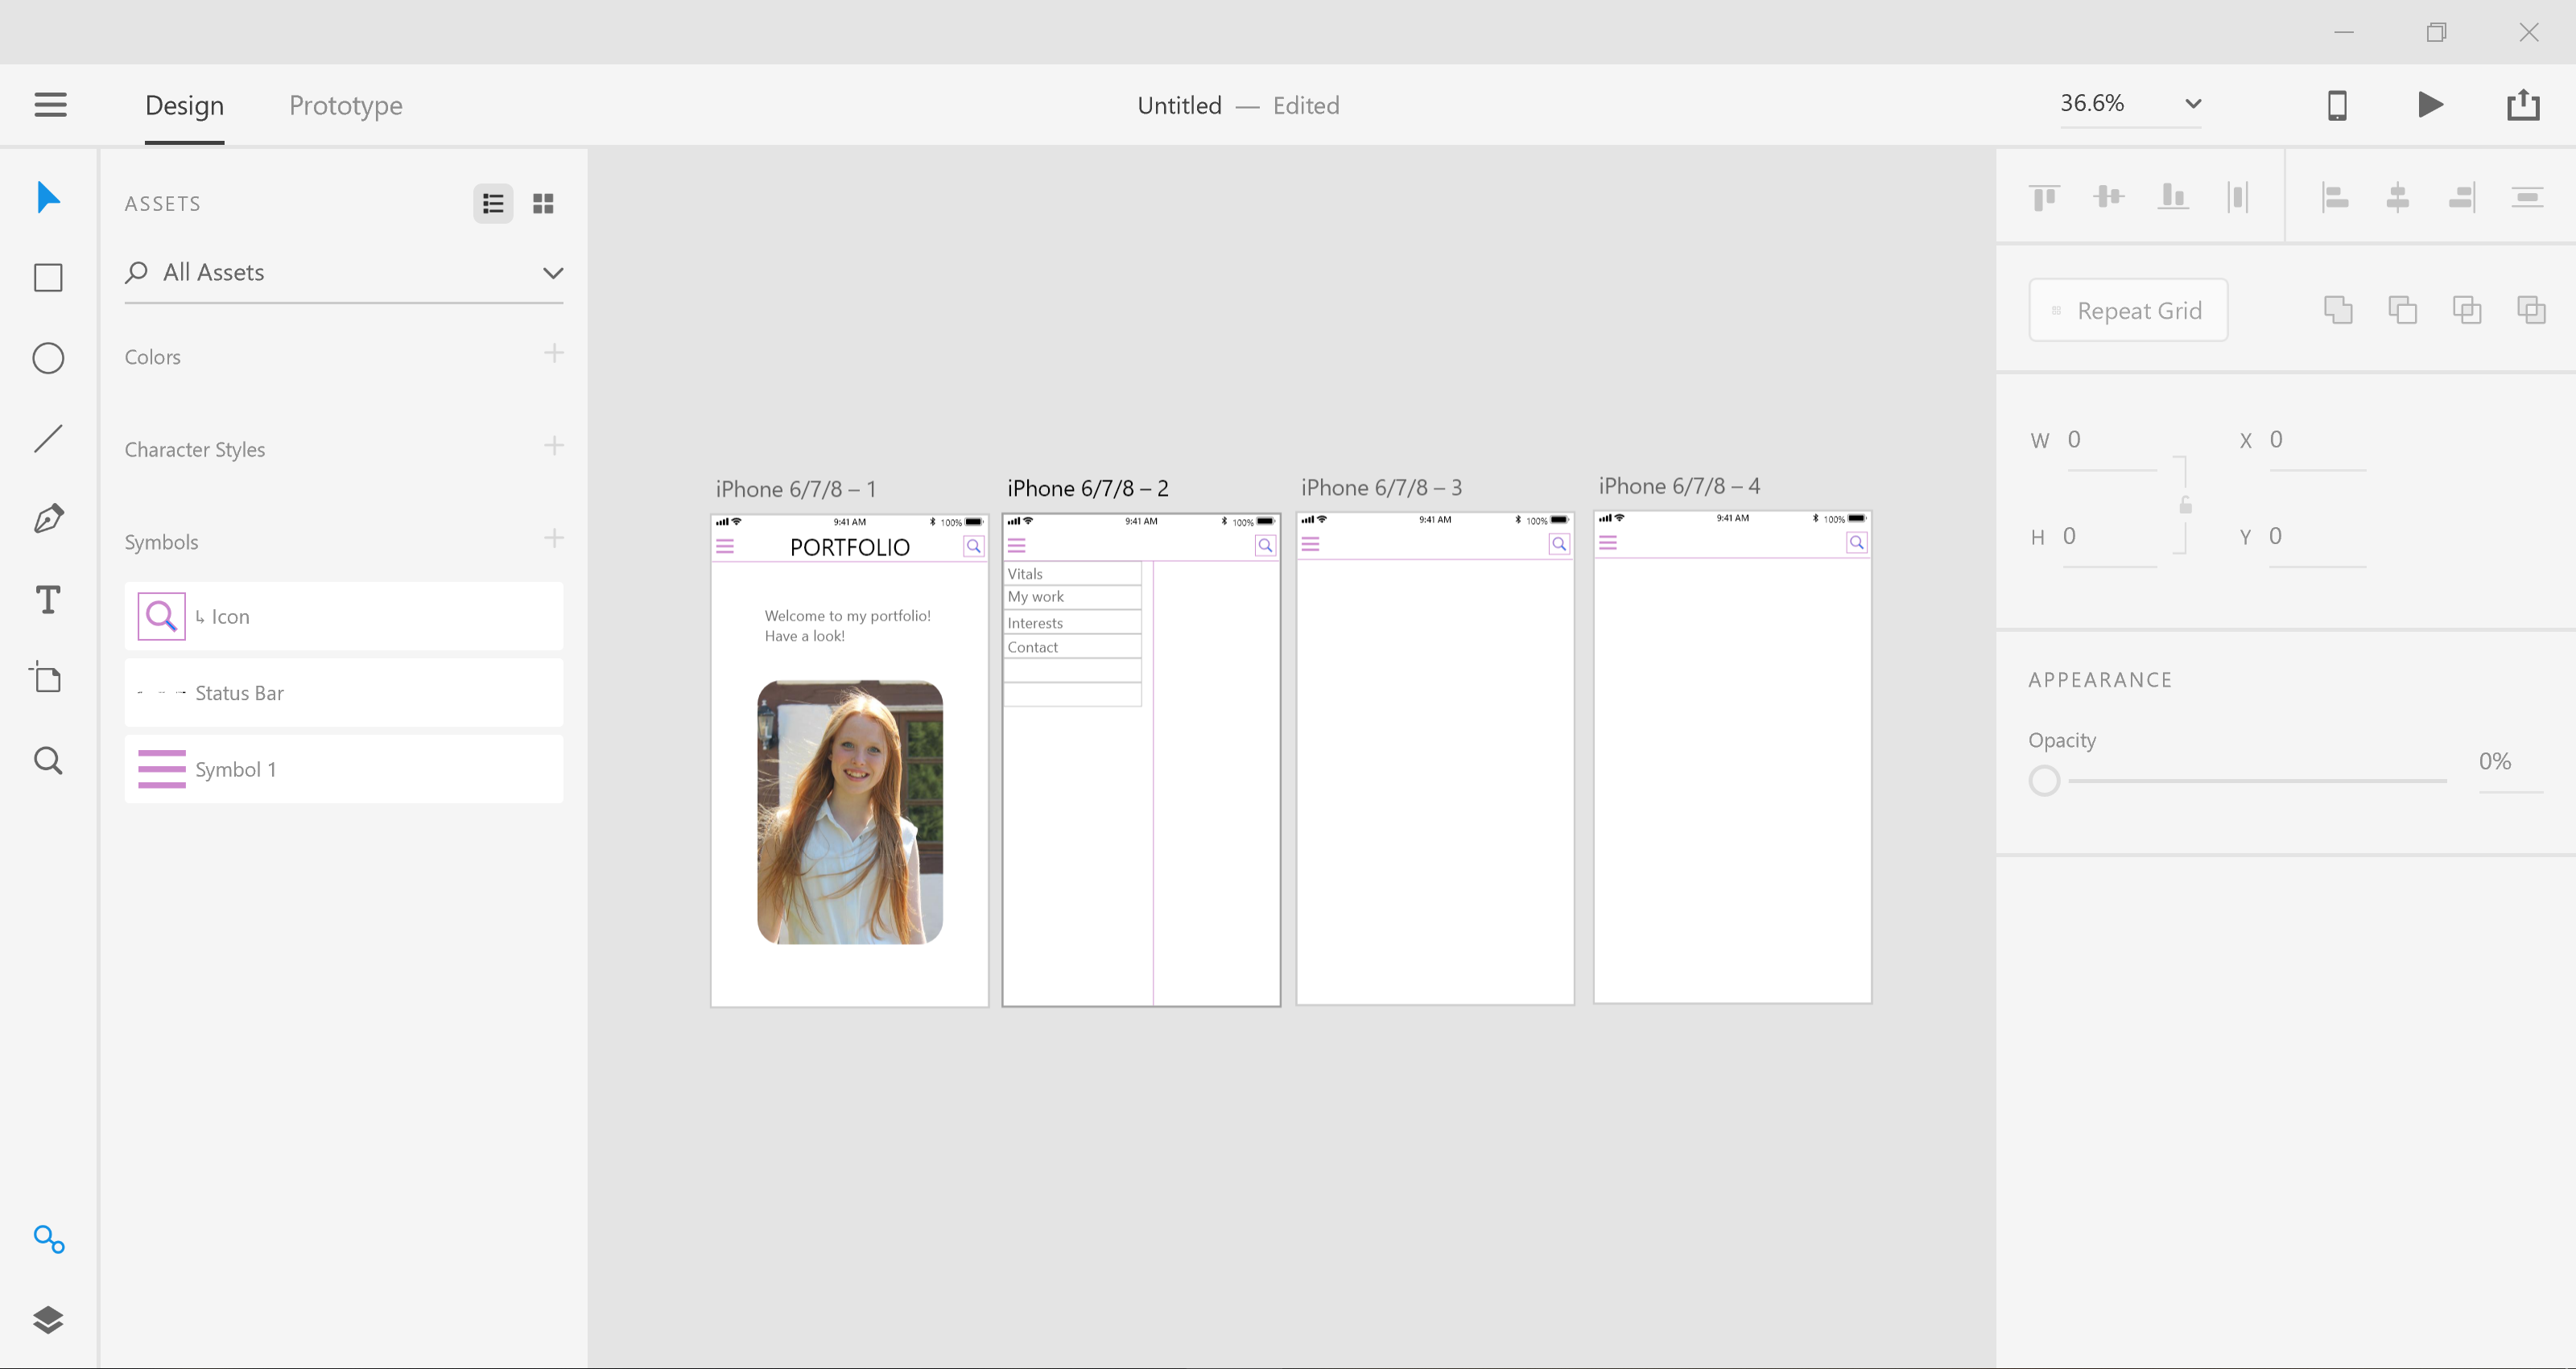 Design Prototype Untitled — Edited 36.6%
ASSETS
All Assets
Colors
Character Styles
Symbols
↳ Icon
Status Bar
Symbol 1
iPhone 6/7/8 – 1
9:41 AM 100%
PORTFOLIO
Welcome to my portfolio!
Have a look!
iPhone 6/7/8 – 2
9:41 AM 100%
Vitals
My work
Interests
Contact
iPhone 6/7/8 – 3
9:41 AM 100%
iPhone 6/7/8 – 4
9:41 AM 100%
Repeat Grid
W 0 X 0
H 0 Y 0
APPEARANCE
Opacity
0%